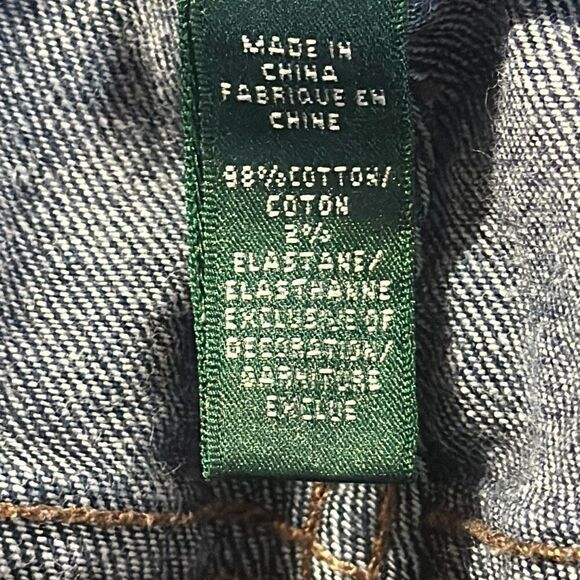 MADE IN
CHINA
FABRIQUE EN
CHINE
98%COTTON/
COTON
2%
ELASTANE/
ELASTHANNE
EXCLUSIVE OF
DECORATION/
GARNITURE
EXCLUE